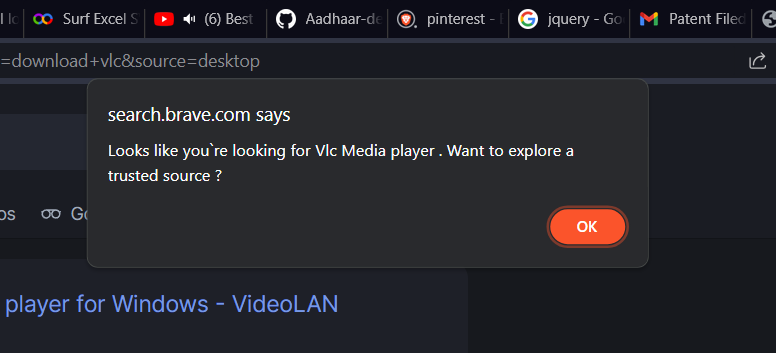 Surf Excel S
(6) Best
Aadhaar-de
pinterest -
jquery - Goo
Patent Filed
=download+vlc&source=desktop
search.brave.com says
Looks like you`re looking for Vlc Media player . Want to explore a
trusted source ?
OK
os
Go
player for Windows - VideoLAN